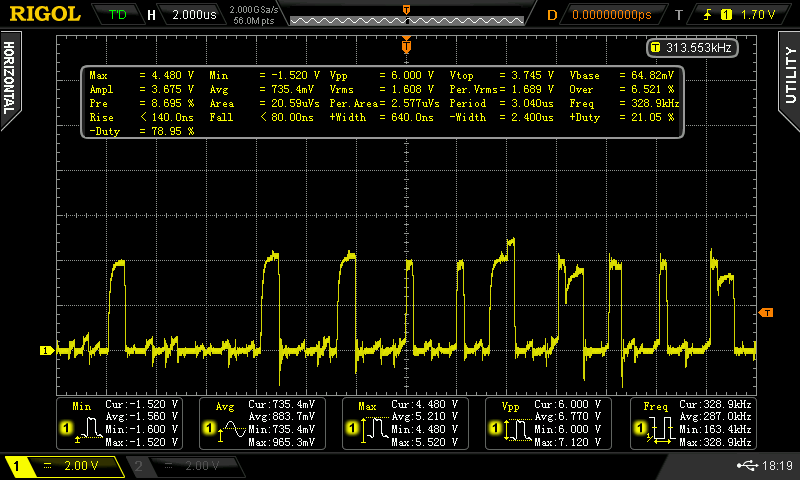 RIGOL T'D H 2.000us 2.000GSa/s 56.0M pts T D 0.00000000ps T 1 1.70 V
HORIZONTAL
UTILITY
T
T 313.553kHz
Max = 4.480 V Min = -1.520 V Vpp = 6.000 V Vtop = 3.745 V Vbase = 64.82mV
Ampl = 3.675 V Avg = 735.4mV Vrms = 1.608 V Per.Vrms= 1.689 V Over = 6.521 %
Pre = 8.695 % Area = 20.59uVs Per.Area= 2.577uVs Period = 3.040us Freq = 328.9kHz
Rise < 140.0ns Fall < 80.00ns +Width = 640.0ns -Width = 2.400us +Duty = 21.05 %
-Duty = 78.95 %
T
1
Min Cur:-1.520 V
Avg:-1.560 V
1 Min:-1.600 V
Max:-1.520 V
Avg Cur:735.4mV
Avg:883.7mV
1 Min:735.4mV
Max:965.3mV
Max Cur:4.480 V
Avg:5.210 V
1 Min:4.480 V
Max:5.520 V
Vpp Cur:6.000 V
Avg:6.770 V
1 Min:6.000 V
Max:7.120 V
Freq Cur:328.9kHz
Avg:287.0kHz
1 Min:163.4kHz
Max:328.9kHz
1 2.00 V 2 2.00 V 18:19